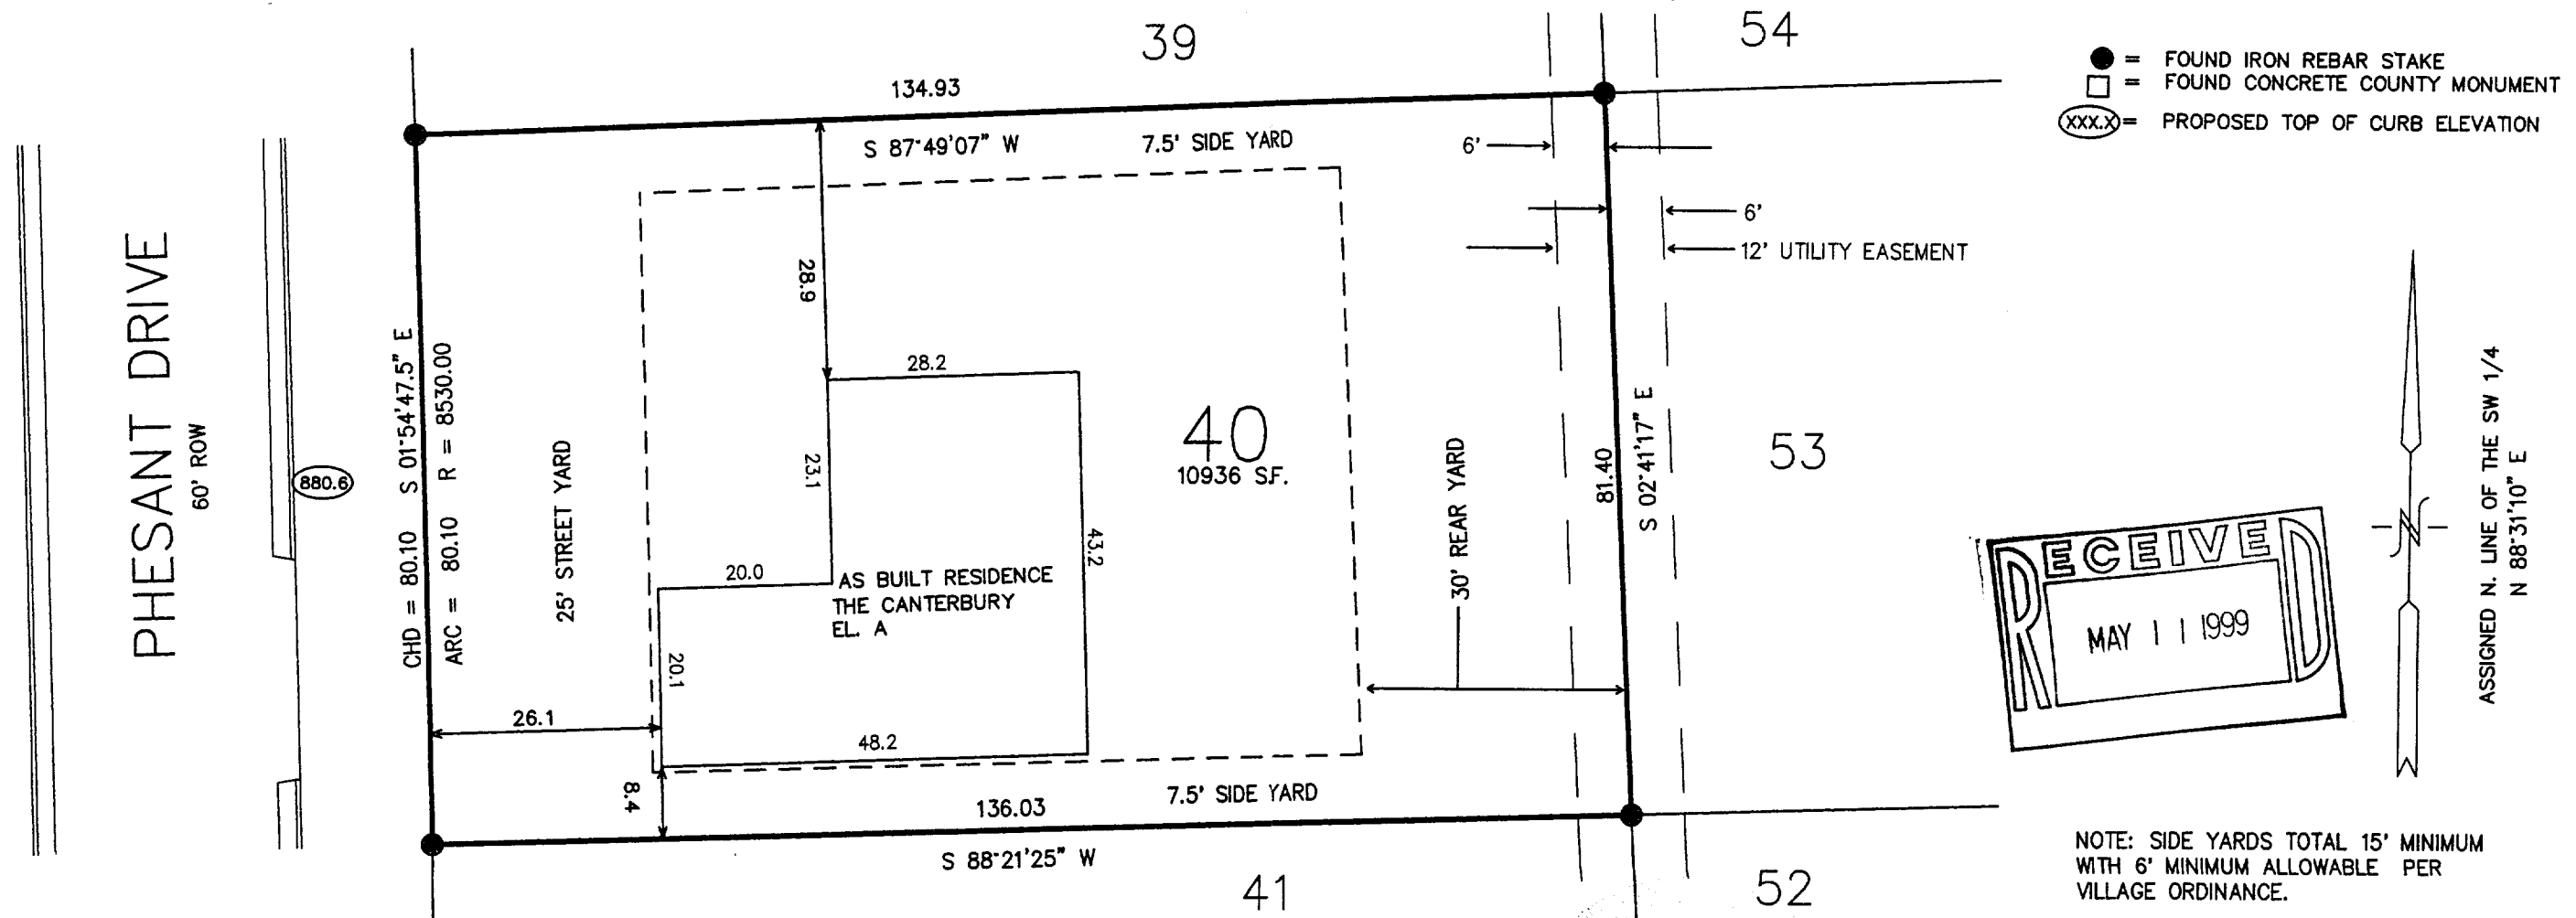 39
54
● = FOUND IRON REBAR STAKE
□ = FOUND CONCRETE COUNTY MONUMENT
XXX.X = PROPOSED TOP OF CURB ELEVATION
134.93
S 87°49'07" W
7.5' SIDE YARD
6'
6'
12' UTILITY EASEMENT
PHESANT DRIVE
60' ROW
880.6
CHD = 80.10 S 01°54'47.5" E
ARC = 80.10 R = 8530.00
25' STREET YARD
28.9
28.2
23.1
20.0
AS BUILT RESIDENCE
THE CANTERBURY
EL. A
43.2
20.1
26.1
48.2
8.4
40
10936 S.F.
30' REAR YARD
81.40
S 02°41'17" E
53
RECEIVED
MAY 11 1999
N
ASSIGNED N. LINE OF THE SW 1/4
N 88°31'10" E
136.03
7.5' SIDE YARD
S 88°21'25" W
41
52
NOTE: SIDE YARDS TOTAL 15' MINIMUM
WITH 6' MINIMUM ALLOWABLE PER
VILLAGE ORDINANCE.